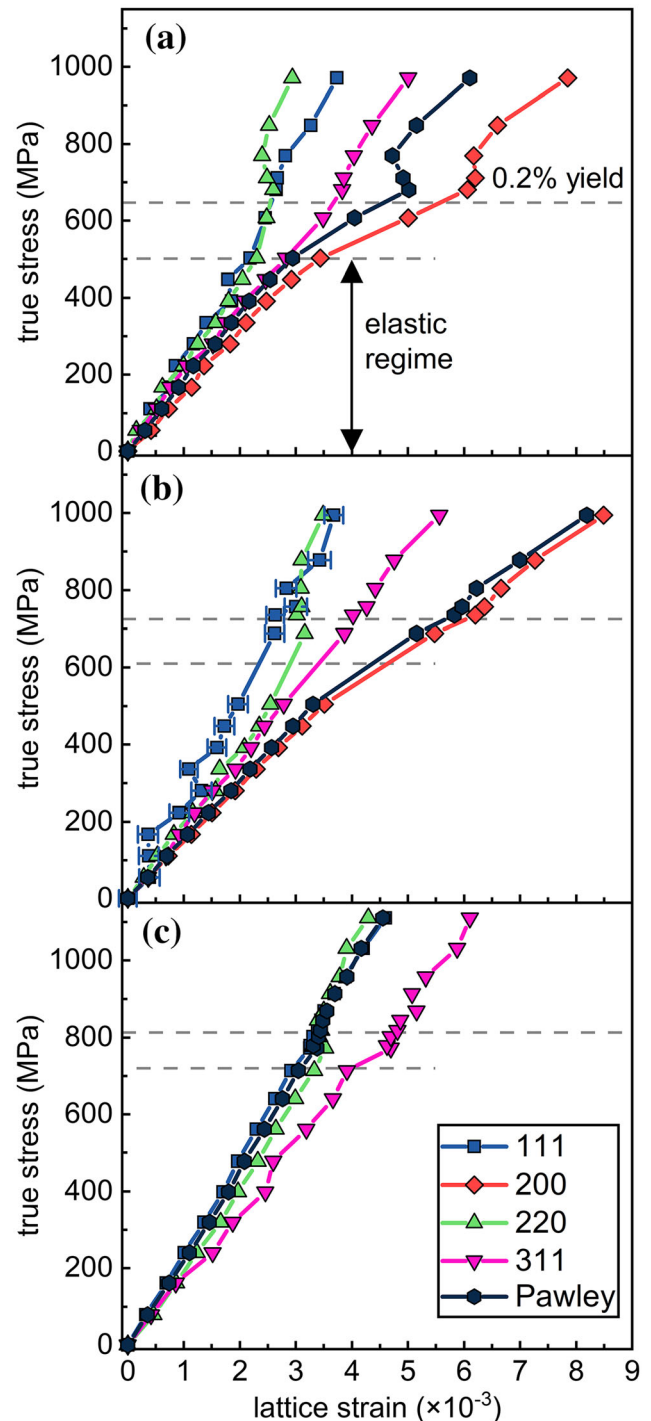 (a)
1000
800
600
400
200
0
true stress (MPa)
0.2% yield
elastic
regime
(b)
1000
800
600
400
200
0
true stress (MPa)
(c)
1000
800
600
400
200
0
true stress (MPa)
111
200
220
311
Pawley
0 1 2 3 4 5 6 7 8 9
lattice strain (×10⁻³)